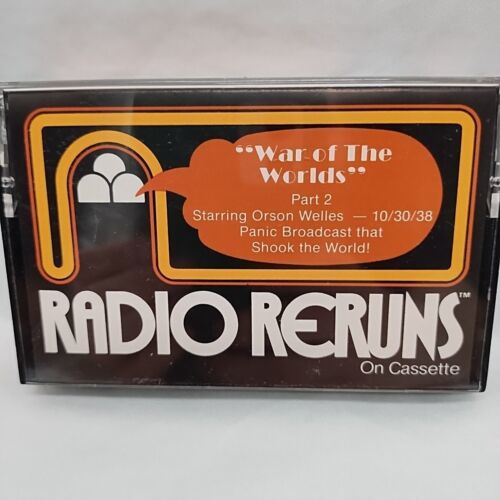 "War of The
Worlds"
Part 2
Starring Orson Welles — 10/30/38
Panic Broadcast that
Shook the World!
RADIO RERUNS™
On Cassette